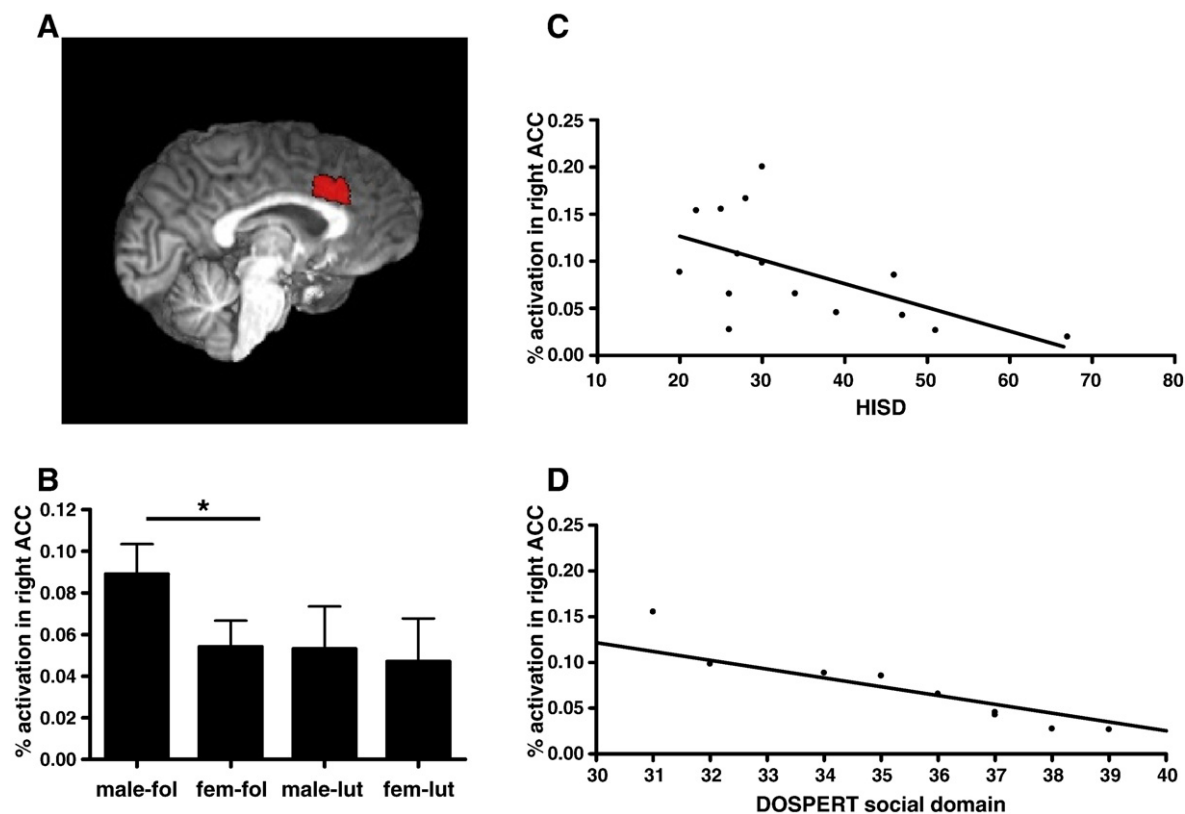 A
B
% activation in right ACC
0.12
0.10
0.08
0.06
0.04
0.02
0.00
*
male-fol fem-fol male-lut fem-lut
C
% activation in right ACC
0.25
0.20
0.15
0.10
0.05
0.00
10 20 30 40 50 60 70 80
HISD
D
% activation in right ACC
0.25
0.20
0.15
0.10
0.05
0.00
30 31 32 33 34 35 36 37 38 39 40
DOSPERT social domain